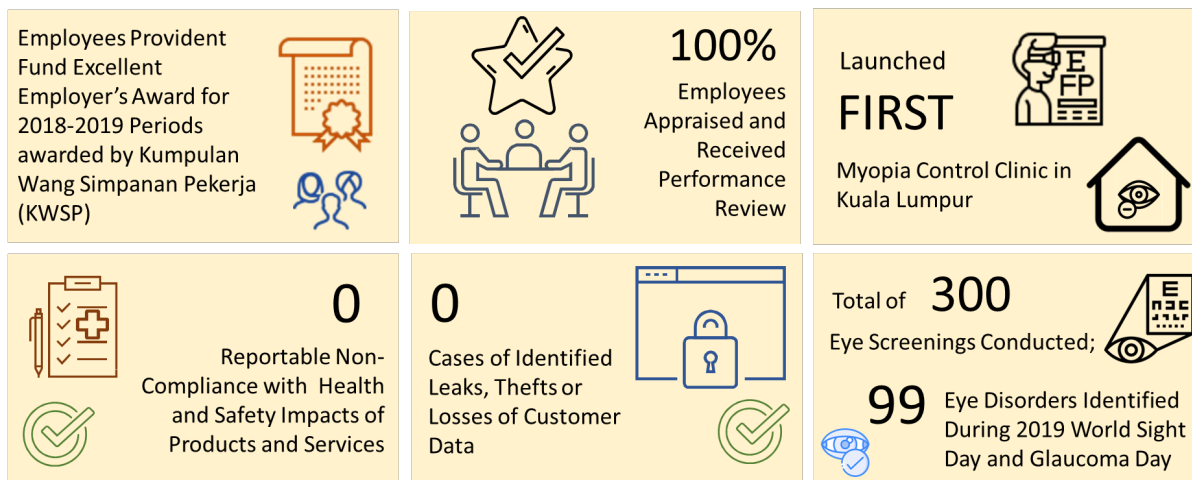 Employees Provident
Fund Excellent
Employer's Award for
2018-2019 Periods
awarded by Kumpulan
Wang Simpanan Pekerja
(KWSP)
100%
Employees
Appraised and
Received
Performance
Review
Launched
FIRST
Myopia Control Clinic in
Kuala Lumpur
E
FP
0
Reportable Non-
Compliance with Health
and Safety Impacts of
Products and Services
0
Cases of Identified
Leaks, Thefts or
Losses of Customer
Data
Total of 300
Eye Screenings Conducted;
E
99 Eye Disorders Identified
During 2019 World Sight
Day and Glaucoma Day